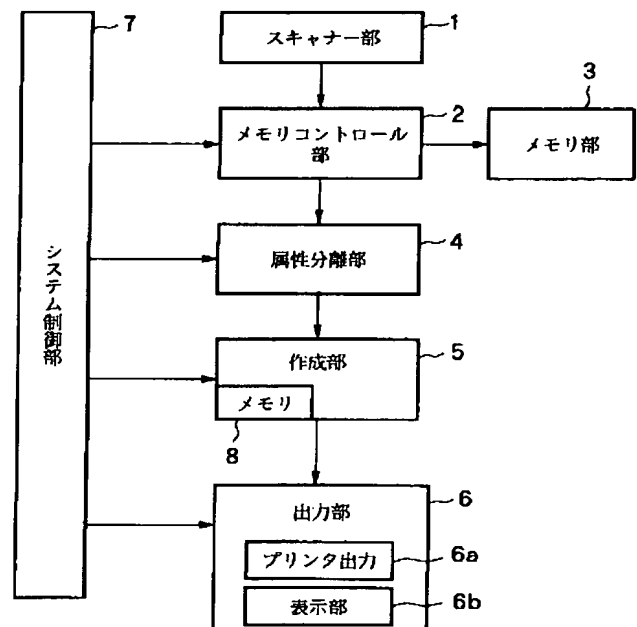 7
1
スキャナー部
2
メモリコントロール
部
3
メモリ部
4
属性分離部
システム制御部
5
作成部
メモリ
8
6
出力部
プリンタ出力
6a
表示部
6b